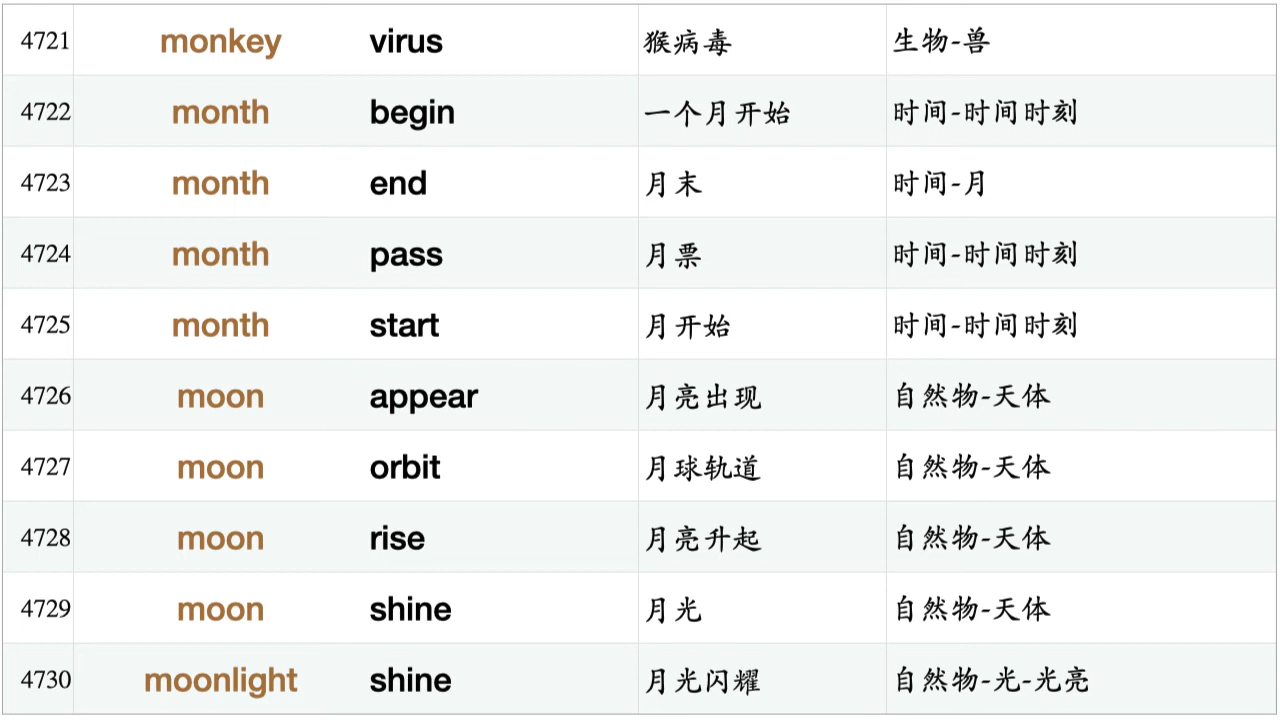 4721 monkey virus 猴病毒 生物-兽
4722 month begin 一个月开始 时间-时间时刻
4723 month end 月末 时间-月
4724 month pass 月票 时间-时间时刻
4725 month start 月开始 时间-时间时刻
4726 moon appear 月亮出现 自然物-天体
4727 moon orbit 月球轨道 自然物-天体
4728 moon rise 月亮升起 自然物-天体
4729 moon shine 月光 自然物-天体
4730 moonlight shine 月光闪耀 自然物-光-光亮